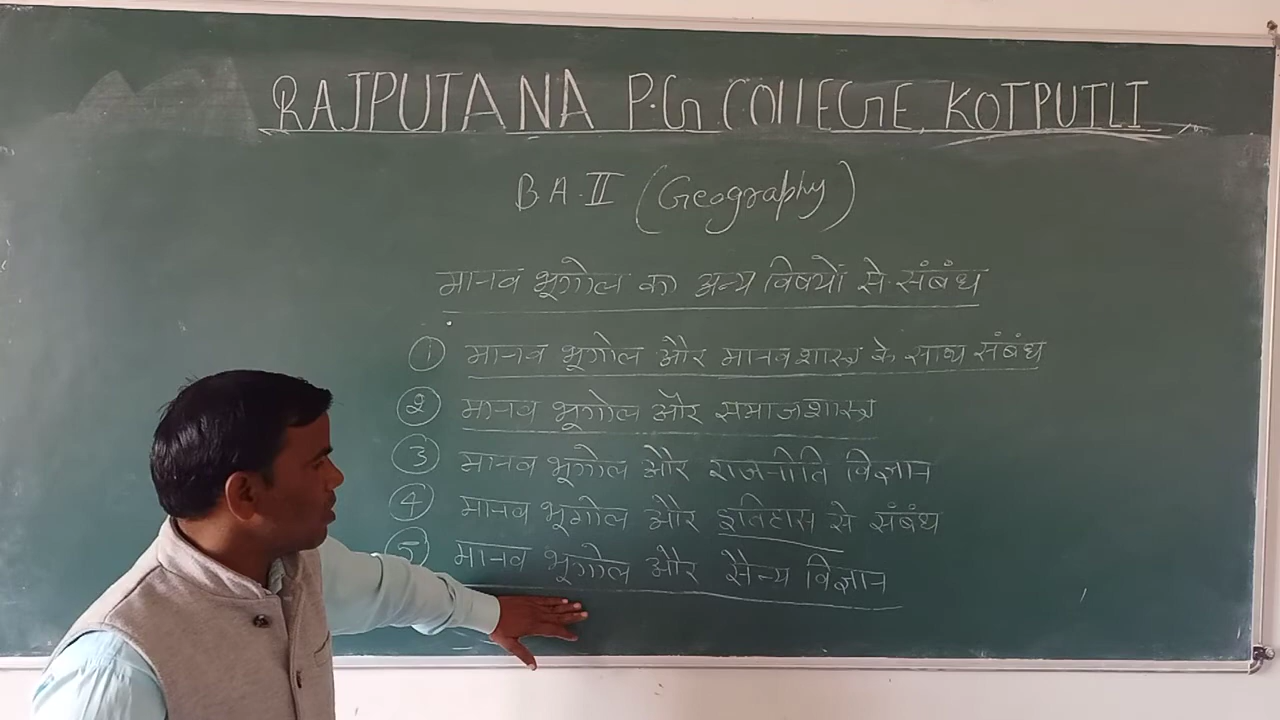 RAJPUTANA P.G. COLLEGE KOTPUTLI
B.A. II (Geography)
मानव भूगोल का अन्य विषयों से संबंध
① मानव भूगोल और मानवशास्त्र के साथ संबंध
② मानव भूगोल और समाजशास्त्र
③ मानव भूगोल और राजनीति विज्ञान
④ मानव भूगोल और इतिहास से संबंध
⑤ मानव भूगोल और सैन्य विज्ञान